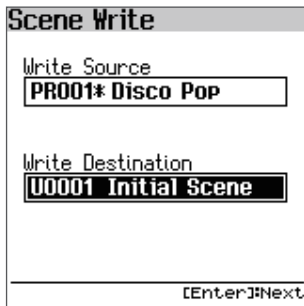 Scene Write
Write Source
PR001* Disco Pop
Write Destination
U0001 Initial Scene
[Enter]:Next